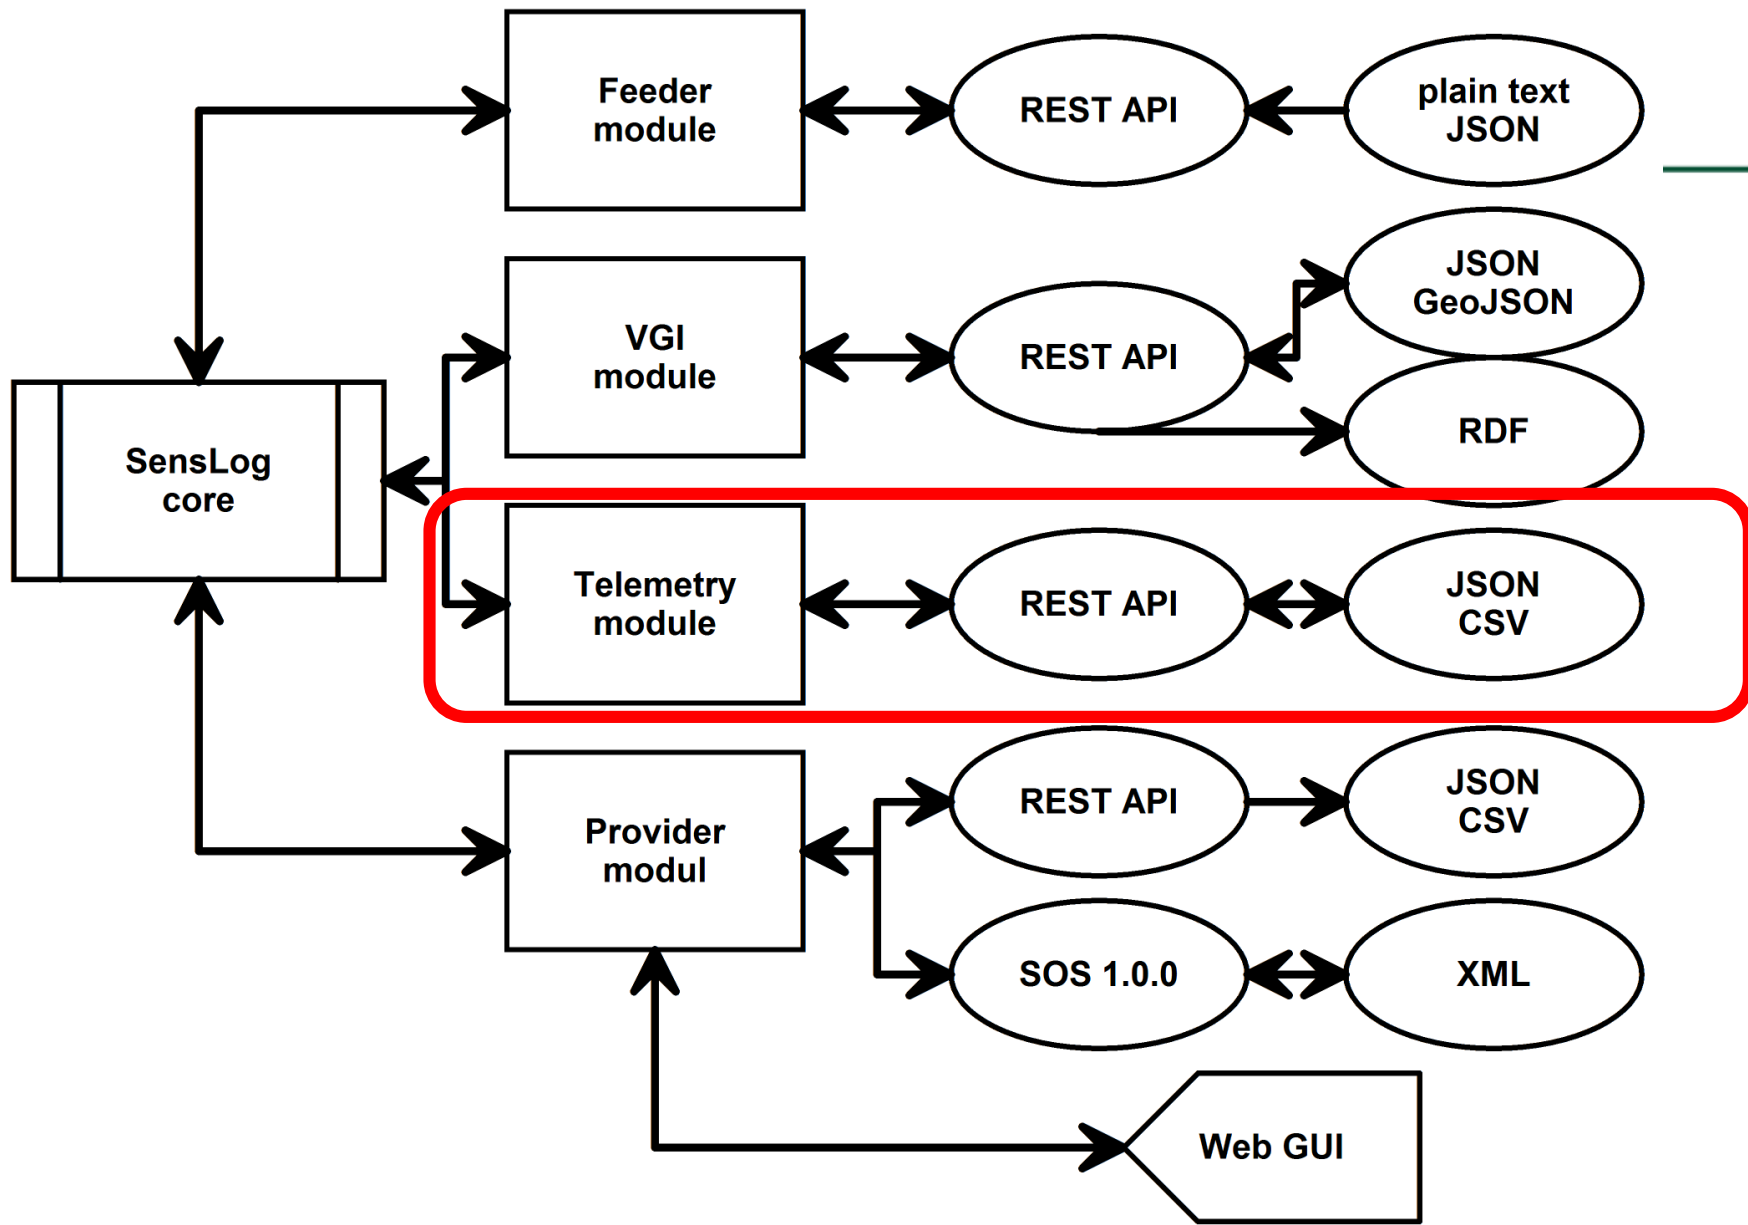 Feeder
module
REST API
plain text
JSON
VGI
module
REST API
JSON
GeoJSON
RDF
SensLog
core
Telemetry
module
REST API
JSON
CSV
Provider
modul
REST API
JSON
CSV
SOS 1.0.0
XML
Web GUI